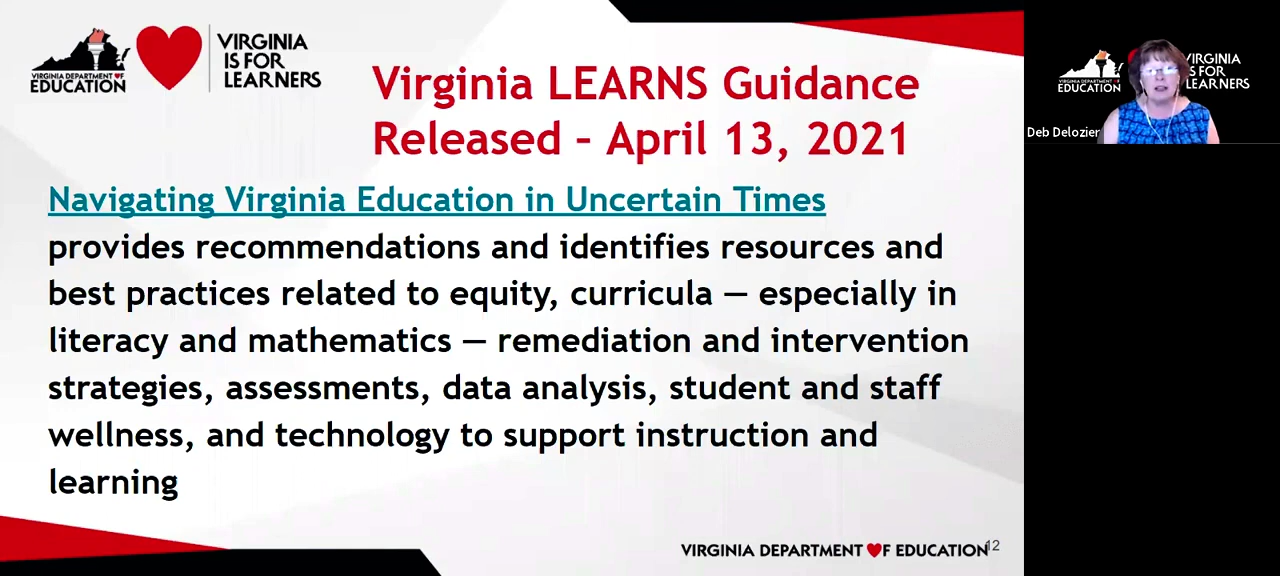 VIRGINIA DEPARTMENT OF
EDUCATION
VIRGINIA
IS FOR
LEARNERS
Virginia LEARNS Guidance
Released – April 13, 2021
Navigating Virginia Education in Uncertain Times
provides recommendations and identifies resources and
best practices related to equity, curricula — especially in
literacy and mathematics — remediation and intervention
strategies, assessments, data analysis, student and staff
wellness, and technology to support instruction and
learning
VIRGINIA DEPARTMENT OF EDUCATION
12
VIRGINIA DEPARTMENT OF
EDUCATION
VIRGINIA
IS FOR
LEARNERS
Deb Delozier